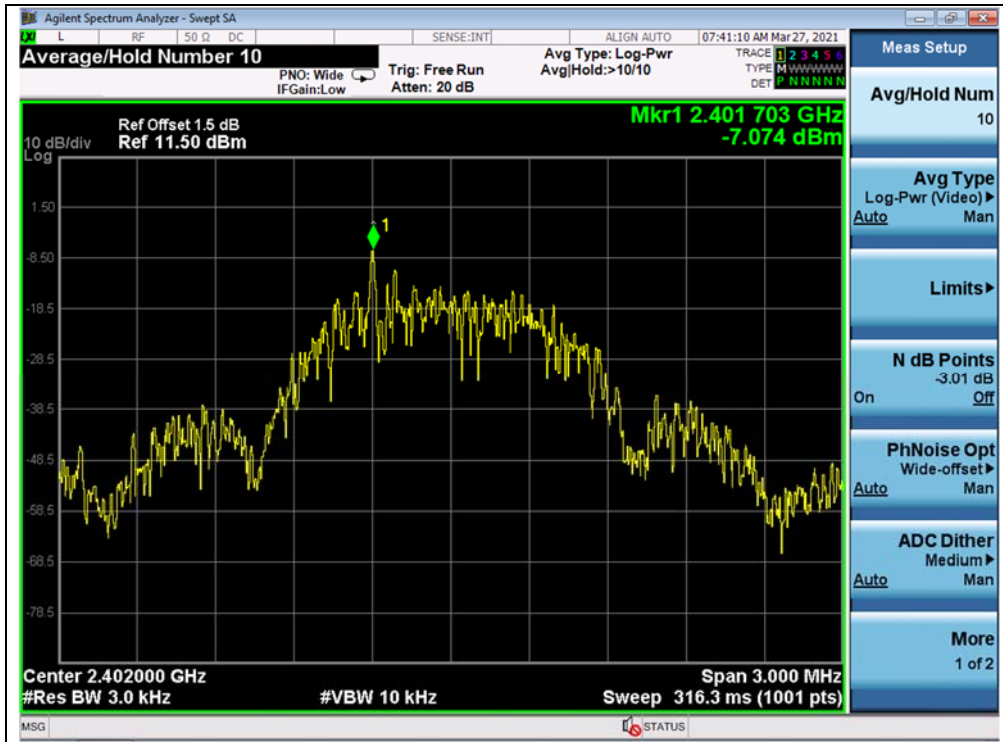 Agilent Spectrum Analyzer - Swept SA
LXI L RF 50 Ω DC SENSE:INT ALIGN AUTO 07:41:10 AM Mar 27, 2021
Average/Hold Number 10
PNO: Wide
IFGain:Low
Trig: Free Run
Atten: 20 dB
Avg Type: Log-Pwr
Avg|Hold:>10/10
TRACE 1 2 3 4 5 6
TYPE M WWWWW
DET P N N N N N
Mkr1 2.401 703 GHz
-7.074 dBm
Ref Offset 1.5 dB
10 dB/div Ref 11.50 dBm
Log
1.50
-8.50
-18.5
-28.5
-38.5
-48.5
-58.5
-68.5
-78.5
1
Center 2.402000 GHz Span 3.000 MHz
#Res BW 3.0 kHz #VBW 10 kHz Sweep 316.3 ms (1001 pts)
MSG STATUS
Meas Setup
Avg/Hold Num
10
Avg Type
Log-Pwr (Video)
Auto Man
Limits
N dB Points
-3.01 dB
On Off
PhNoise Opt
Wide-offset
Auto Man
ADC Dither
Medium
Auto Man
More
1 of 2